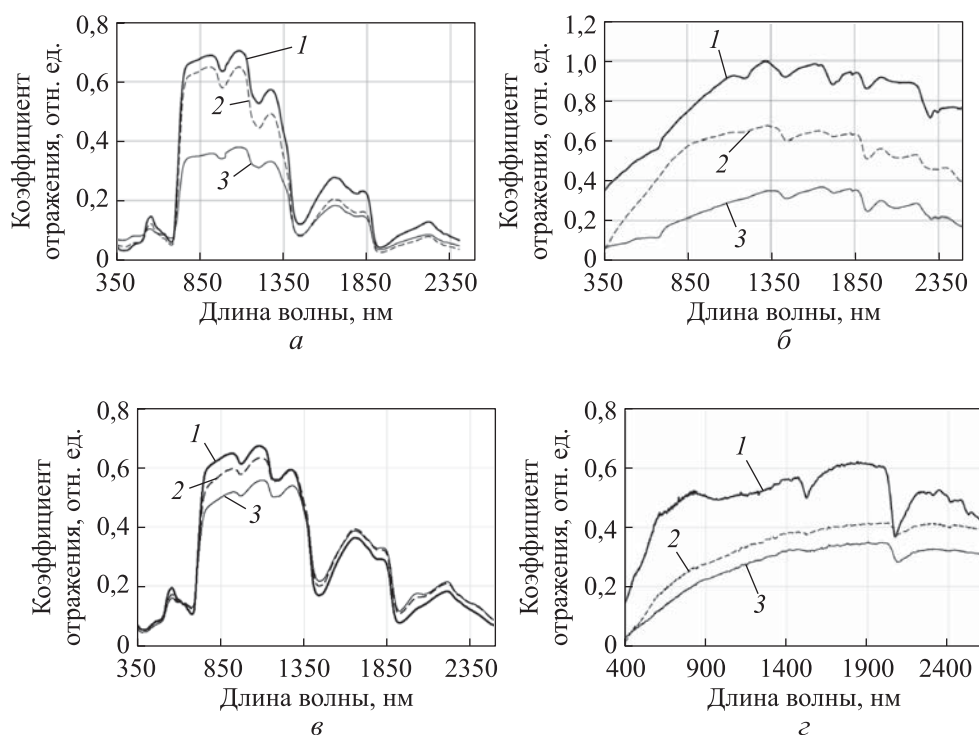 Коэффициент
отражения, отн. ед.
0,8
0,6
0,4
0,2
0
1
2
3
350 850 1350 1850 2350
Длина волны, нм
а
Коэффициент
отражения, отн. ед.
1,2
1,0
0,8
0,6
0,4
0,2
0
1
2
3
350 850 1350 1850 2350
Длина волны, нм
б
Коэффициент
отражения, отн. ед.
0,8
0,6
0,4
0,2
0
1
2
3
350 850 1350 1850 2350
Длина волны, нм
в
Коэффициент
отражения, отн. ед.
0,8
0,6
0,4
0,2
0
1
2
3
400 900 1400 1900 2400
Длина волны, нм
г